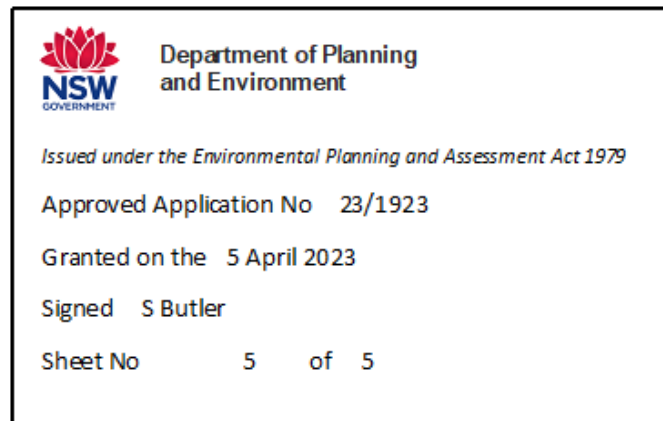 Department of Planning
and Environment
NSW
GOVERNMENT
Issued under the Environmental Planning and Assessment Act 1979
Approved Application No 23/1923
Granted on the 5 April 2023
Signed S Butler
Sheet No 5 of 5